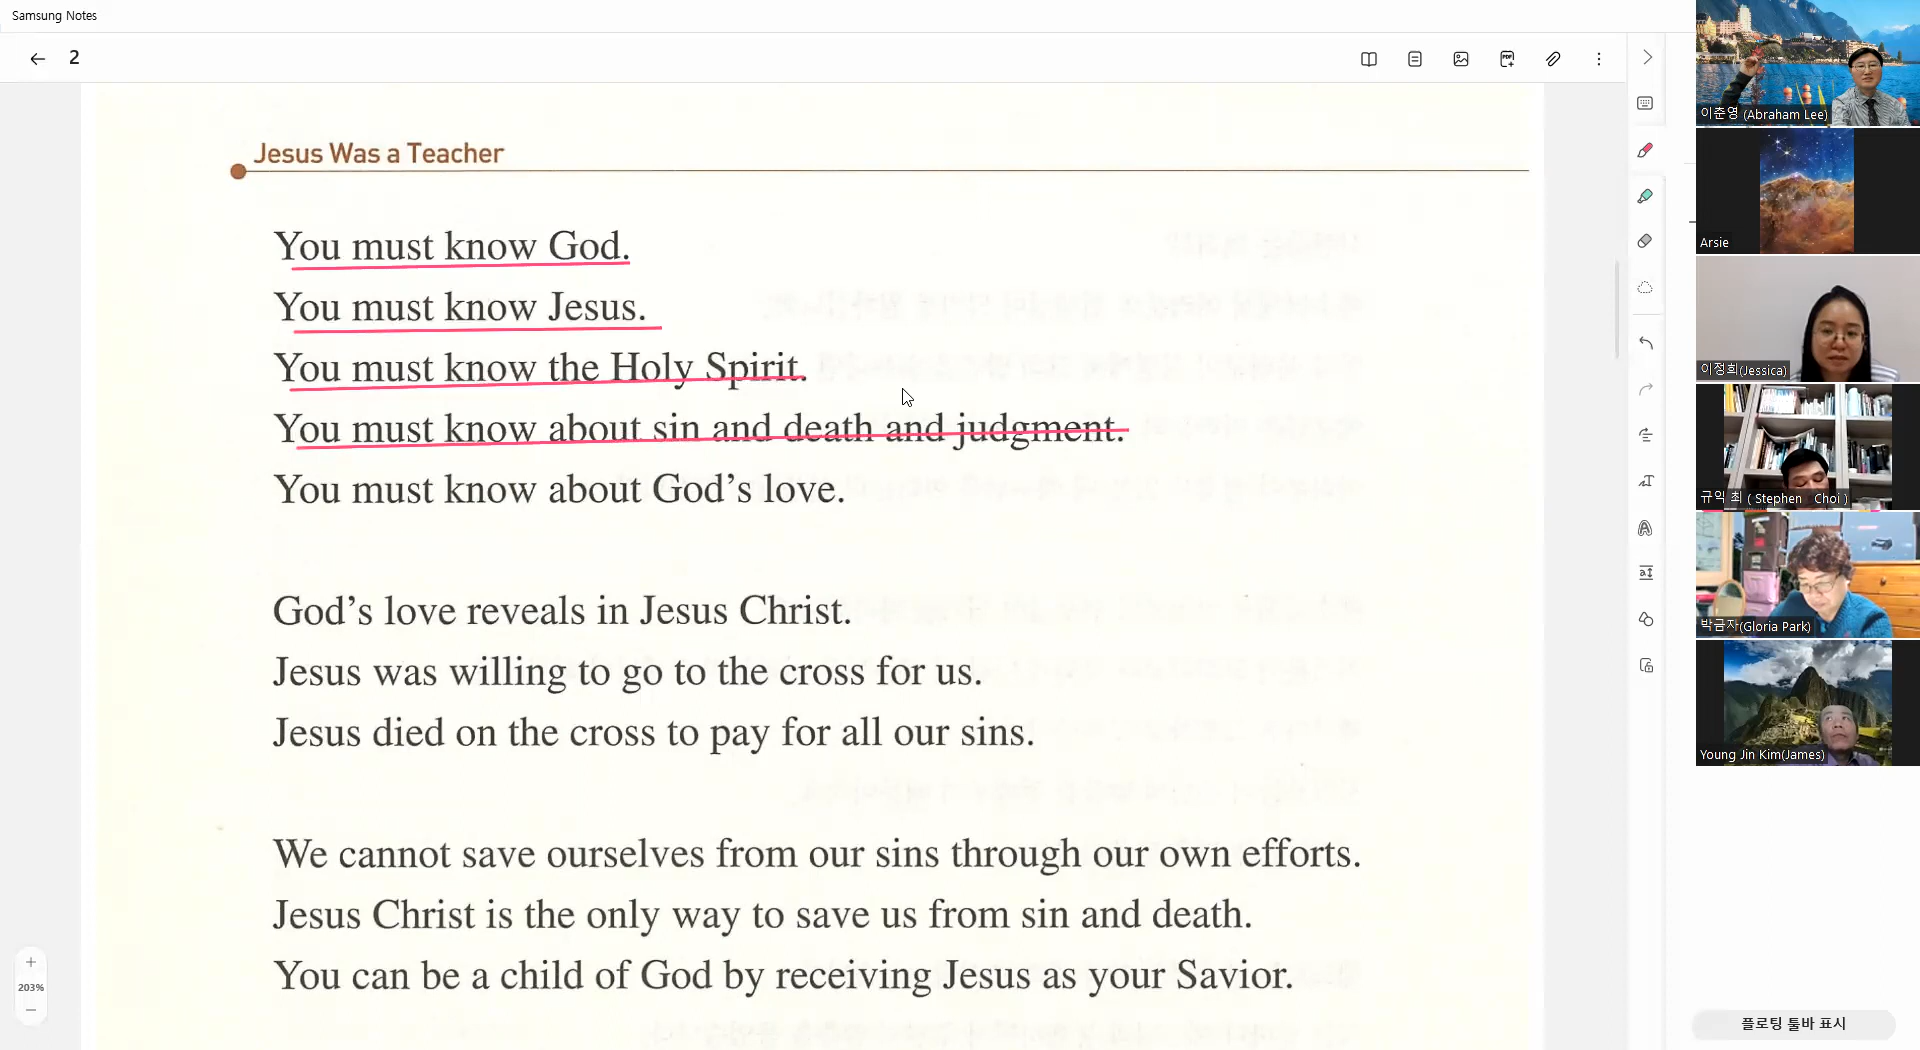 Samsung Notes
2
Jesus Was a Teacher
You must know God.
You must know Jesus.
You must know the Holy Spirit.
You must know about sin and death and judgment.
You must know about God's love.
God's love reveals in Jesus Christ.
Jesus was willing to go to the cross for us.
Jesus died on the cross to pay for all our sins.
We cannot save ourselves from our sins through our own efforts.
Jesus Christ is the only way to save us from sin and death.
You can be a child of God by receiving Jesus as your Savior.
203%
PDF
이춘영 (Abraham Lee)
Arsie
이정희(Jessica)
규익 최 ( Stephen Choi )
박금자(Gloria Park)
Young Jin Kim(James)
플로팅 툴바 표시